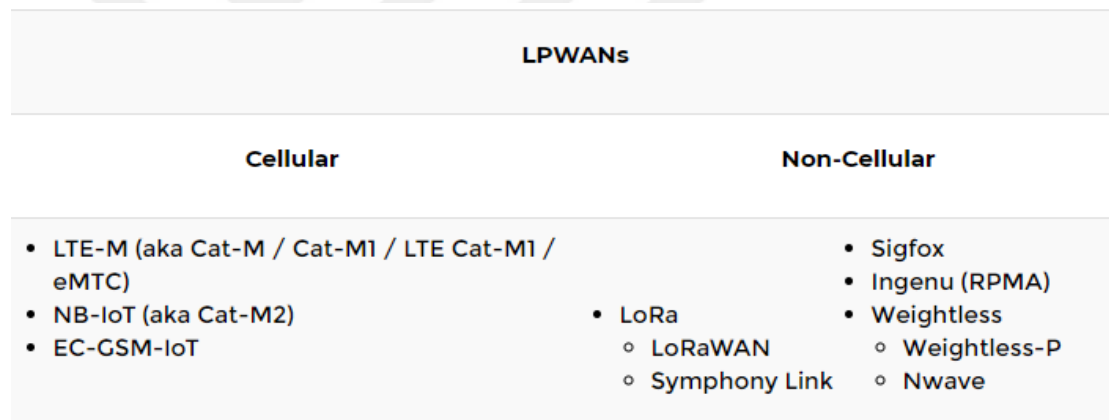 LPWANs
Cellular
Non-Cellular
• LTE-M (aka Cat-M / Cat-M1 / LTE Cat-M1 /
eMTC)
• NB-IoT (aka Cat-M2)
• EC-GSM-IoT
• LoRa
◦ LoRaWAN
◦ Symphony Link
• Sigfox
• Ingenu (RPMA)
• Weightless
◦ Weightless-P
◦ Nwave